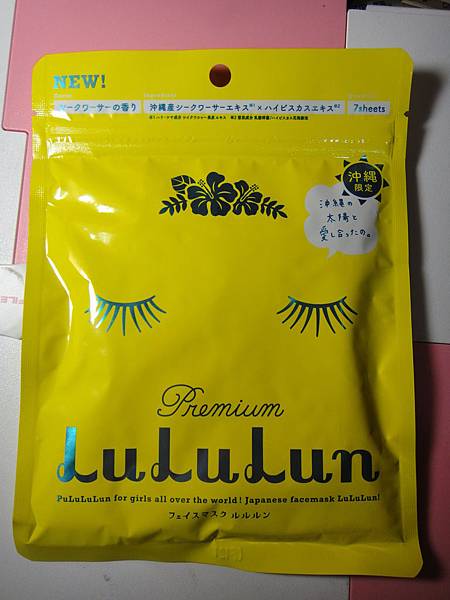 NEW!
シークワーサーの香り
沖縄産シークワーサーエキス※1×ハイビスカスエキス※2
7sheets
沖縄
限定
沖縄の
太陽と
愛し合ったの。
Premium
LuLuLun
PuLuLuLun for girls all over the world! Japanese facemask LuLuLun!
フェイスマスク ルルルン